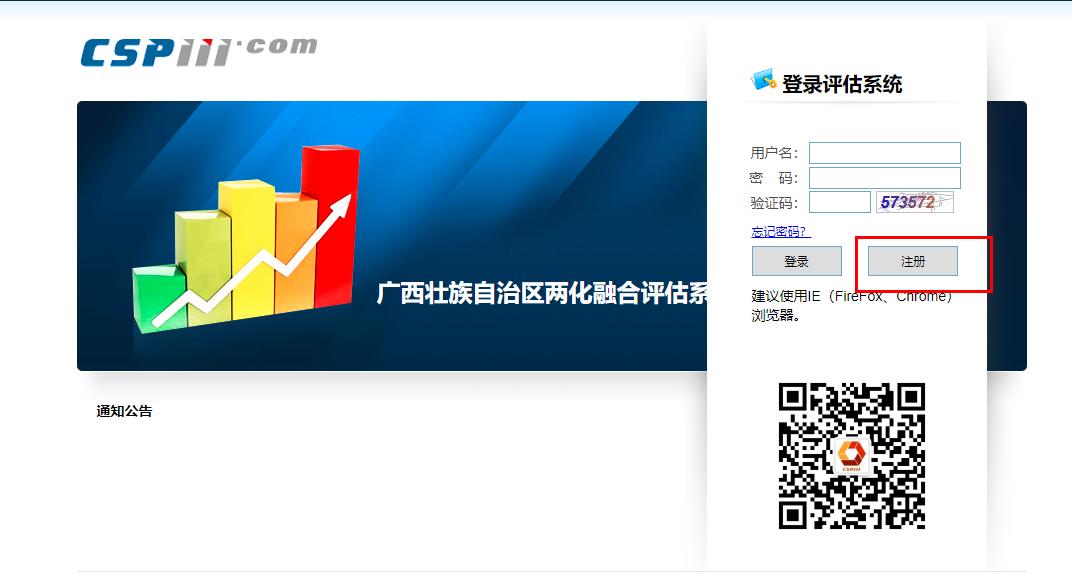 CSPiii.com
登录评估系统
用户名：
密 码：
验证码： 573572
忘记密码？
登录 注册
建议使用IE（FireFox、Chrome）
浏览器。
广西壮族自治区两化融合评估系
通知公告
CSPIII